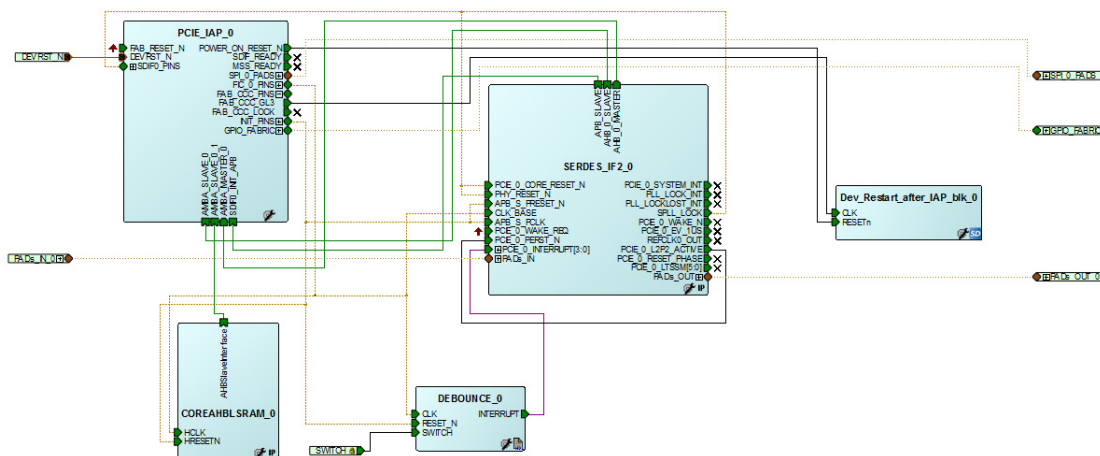 PCIE_IAP_0
FAB_RESET_N
DEVRST_N
SDIF0_PINS
POWER_ON_RESET_N
SDIF_READY
MSS_READY
SPI_0_PADS
FIC_0_PINS
FAB_CCC_PINS
FAB_CCC_GL3
FAB_CCC_LOCK
INIT_PINS
GPIO_FABRIC
AMBA_SLAVE_0
AMBA_SLAVE_0_1
AMBA_MASTER_0
SDIF0_INIT_APB
DEVRST_N
PADs_IN_0
SERDES_IF2_0
APB_SLAVE
AHB_0_SLAVE
AHB_0_MASTER
PCIE_0_CORE_RESET_N
PHY_RESET_N
APB_S_PRESET_N
CLK_BASE
APB_S_PCLK
PCIE_0_WAKE_REQ
PCIE_0_PERST_N
PCIE_0_INTERRUPT[3:0]
PADs_IN
PCIE_0_SYSTEM_INT
PLL_LOCK_INT
PLL_LOCKLOST_INT
SPLL_LOCK
PCIE_0_WAKE_N
PCIE_EV_1US
REFCLK0_OUT
PCIE_0_L2P2_ACTIVE
PCIE_0_RESET_PHASE
PCIE_0_LTSSM[5:0]
PADs_OUT
IP
Dev_Restart_after_IAP_blk_0
CLK
RESETn
SD
SPI_0_PADS
GPIO_FABRIC
PADs_OUT_0
AHBSlaveInterface
COREAHBLSRAM_0
HCLK
HRESETN
IP
DEBOUNCE_0
CLK
RESET_N
SWITCH
INTERRUPT
SWITCH